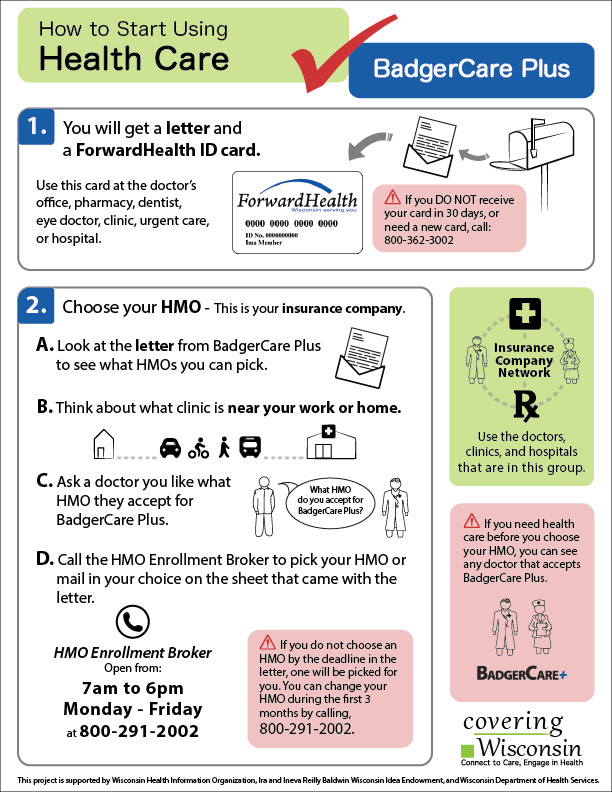 How to Start Using
Health Care
BadgerCare Plus
1.
You will get a letter and
a ForwardHealth ID card.
Use this card at the doctor's
office, pharmacy, dentist,
eye doctor, clinic, urgent care,
or hospital.
ForwardHealth
Wisconsin serving you
0000 0000 0000 0000
ID No. 0000000000
Ima Member
If you DO NOT receive
your card in 30 days, or
need a new card, call:
800-362-3002
2.
Choose your HMO - This is your insurance company.
A. Look at the letter from BadgerCare Plus
to see what HMOs you can pick.
B. Think about what clinic is near your work or home.
C. Ask a doctor you like what
HMO they accept for
BadgerCare Plus.
What HMO
do you accept for
BadgerCare Plus?
D. Call the HMO Enrollment Broker to pick your HMO or
mail in your choice on the sheet that came with the
letter.
HMO Enrollment Broker
Open from:
7am to 6pm
Monday - Friday
at 800-291-2002
If you do not choose an
HMO by the deadline in the
letter, one will be picked for
you. You can change your
HMO during the first 3
months by calling,
800-291-2002.
Insurance
Company
Network
Rx
Use the doctors,
clinics, and hospitals
that are in this group.
If you need health
care before you choose
your HMO, you can see
any doctor that accepts
BadgerCare Plus.
BADGERCARE+
covering
Wisconsin
Connect to Care, Engage in Health
This project is supported by Wisconsin Health Information Organization, Ira and Ineva Reilly Baldwin Wisconsin Idea Endowment, and Wisconsin Department of Health Services.